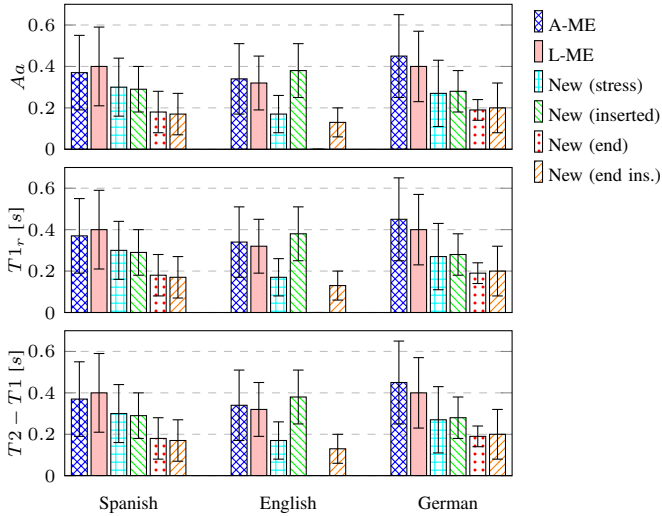 0.6
0.4
0.2
0
Aa
A-ME
L-ME
New (stress)
New (inserted)
New (end)
New (end ins.)
0.6
0.4
0.2
0
T1r [s]
0.6
0.4
0.2
0
T2 − T1 [s]
Spanish English German